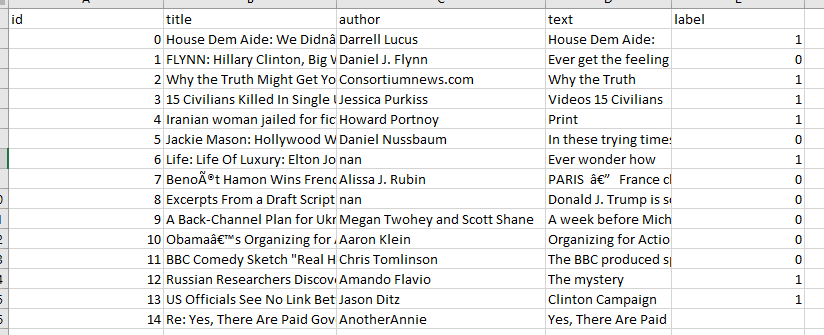 id title author text label
0 House Dem Aide: We Didnâ Darrell Lucus House Dem Aide: 1
1 FLYNN: Hillary Clinton, Big W Daniel J. Flynn Ever get the feeling 0
2 Why the Truth Might Get Yo Consortiumnews.com Why the Truth 1
3 15 Civilians Killed In Single Jessica Purkiss Videos 15 Civilians 1
4 Iranian woman jailed for fic Howard Portnoy Print 1
5 Jackie Mason: Hollywood W Daniel Nussbaum In these trying times 0
6 Life: Life Of Luxury: Elton Jo nan Ever wonder how 1
7 BenoÃ®t Hamon Wins Frenc Alissa J. Rubin PARIS â€” France cl 0
8 Excerpts From a Draft Script nan Donald J. Trump is s 0
9 A Back-Channel Plan for Ukr Megan Twohey and Scott Shane A week before Mich 0
10 Obamaâ€™s Organizing for Aaron Klein Organizing for Actio 0
11 BBC Comedy Sketch "Real H Chris Tomlinson The BBC produced sp 0
12 Russian Researchers Discov Amando Flavio The mystery 1
13 US Officials See No Link Bet Jason Ditz Clinton Campaign 1
14 Re: Yes, There Are Paid Gov AnotherAnnie Yes, There Are Paid